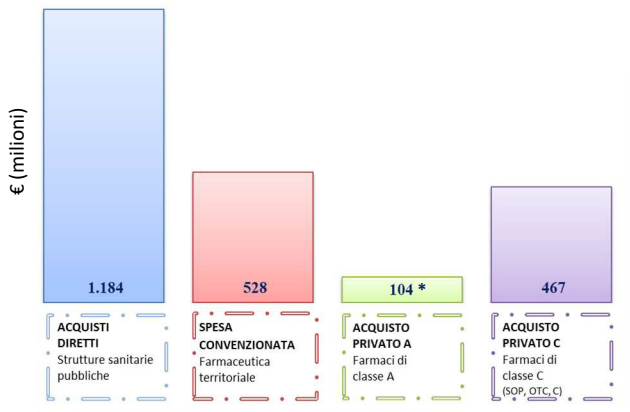 € (milioni)
1.184
528
104 *
467
ACQUISTI
DIRETTI
Strutture sanitarie
pubbliche
SPESA
CONVENZIONATA
Farmaceutica
territoriale
ACQUISTO
PRIVATO A
Farmaci di
classe A
ACQUISTO
PRIVATO C
Farmaci di
classe C
(SOP, OTC, C)